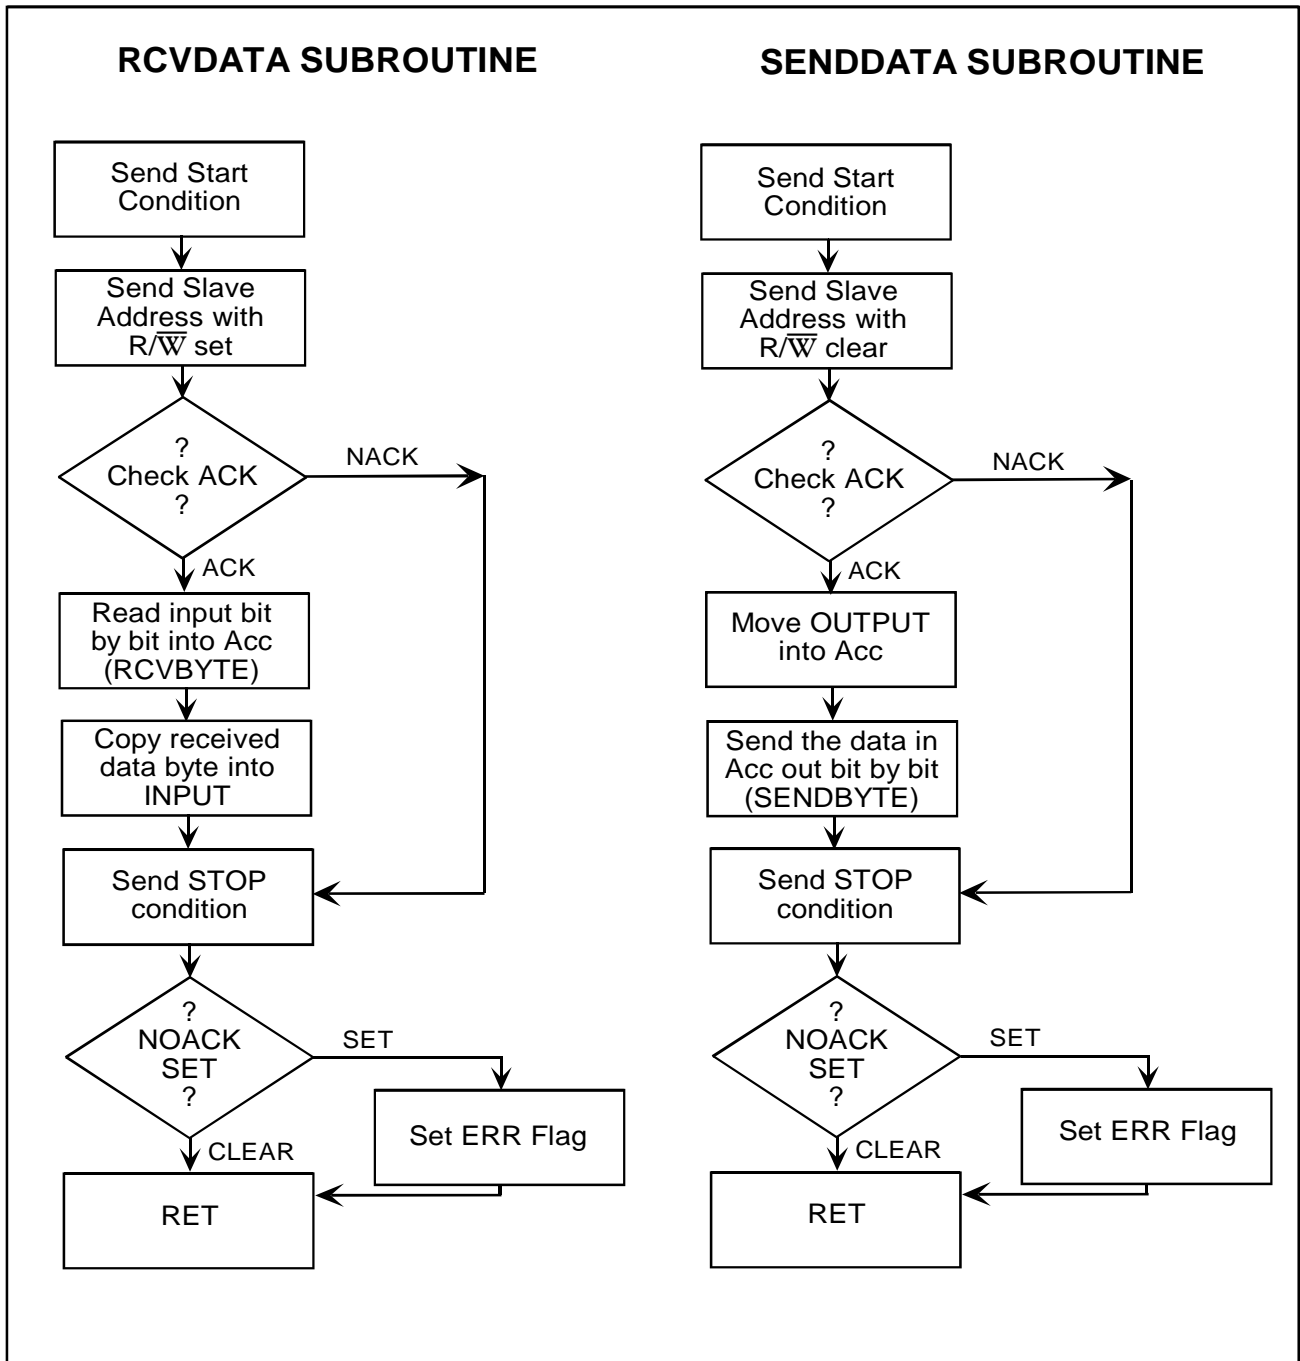 RCVDATA SUBROUTINE
Send Start
Condition
Send Slave
Address with
R/W̅ set
?
Check ACK
?
NACK
ACK
Read input bit
by bit into Acc
(RCVBYTE)
Copy received
data byte into
INPUT
Send STOP
condition
?
NOACK
SET
?
SET
Set ERR Flag
CLEAR
RET
SENDDATA SUBROUTINE
Send Start
Condition
Send Slave
Address with
R/W̅ clear
?
Check ACK
?
NACK
ACK
Move OUTPUT
into Acc
Send the data in
Acc out bit by bit
(SENDBYTE)
Send STOP
condition
?
NOACK
SET
?
SET
Set ERR Flag
CLEAR
RET